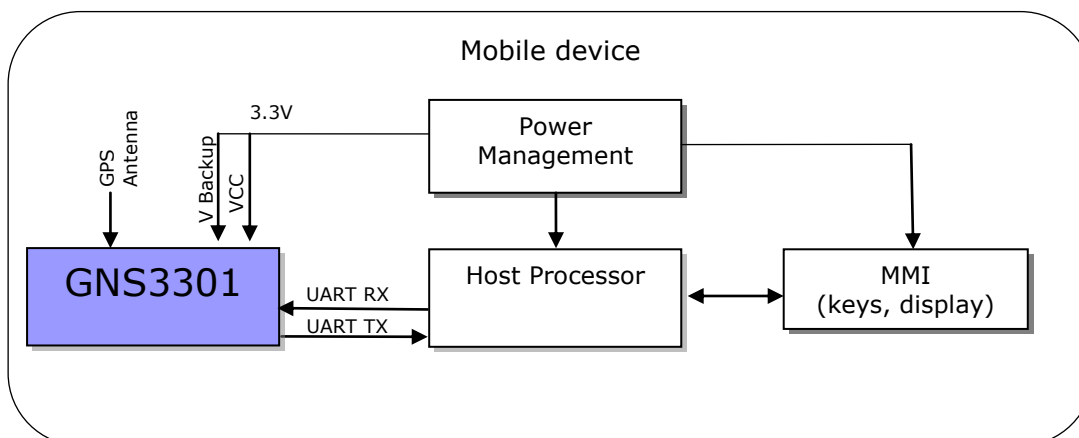 Mobile device
3.3V
Power
Management
GPS
Antenna
V Backup
VCC
GNS3301
UART RX
UART TX
Host Processor
MMI
(keys, display)